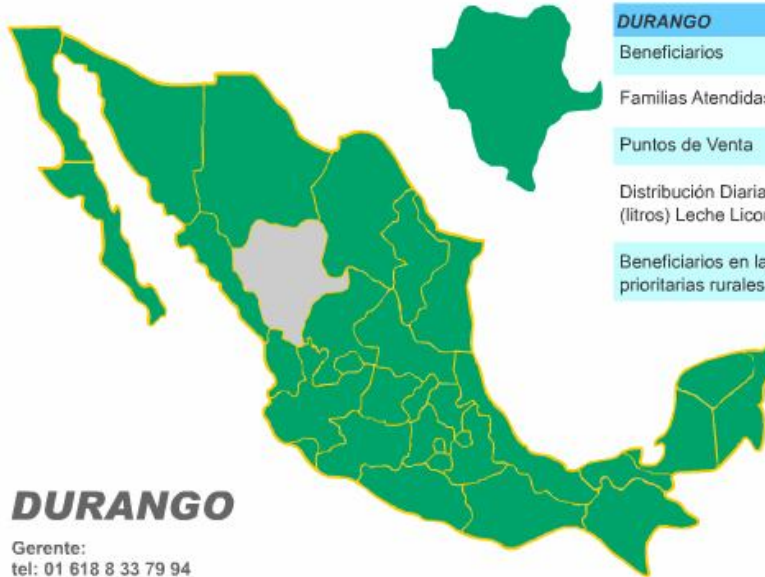 DURANGO
Beneficiarios
Familias Atendidas
Puntos de Venta
Distribución Diaria
(litros) Leche Licon
Beneficiarios en la
prioritarias rurales
DURANGO
Gerente:
tel: 01 618 8 33 79 94